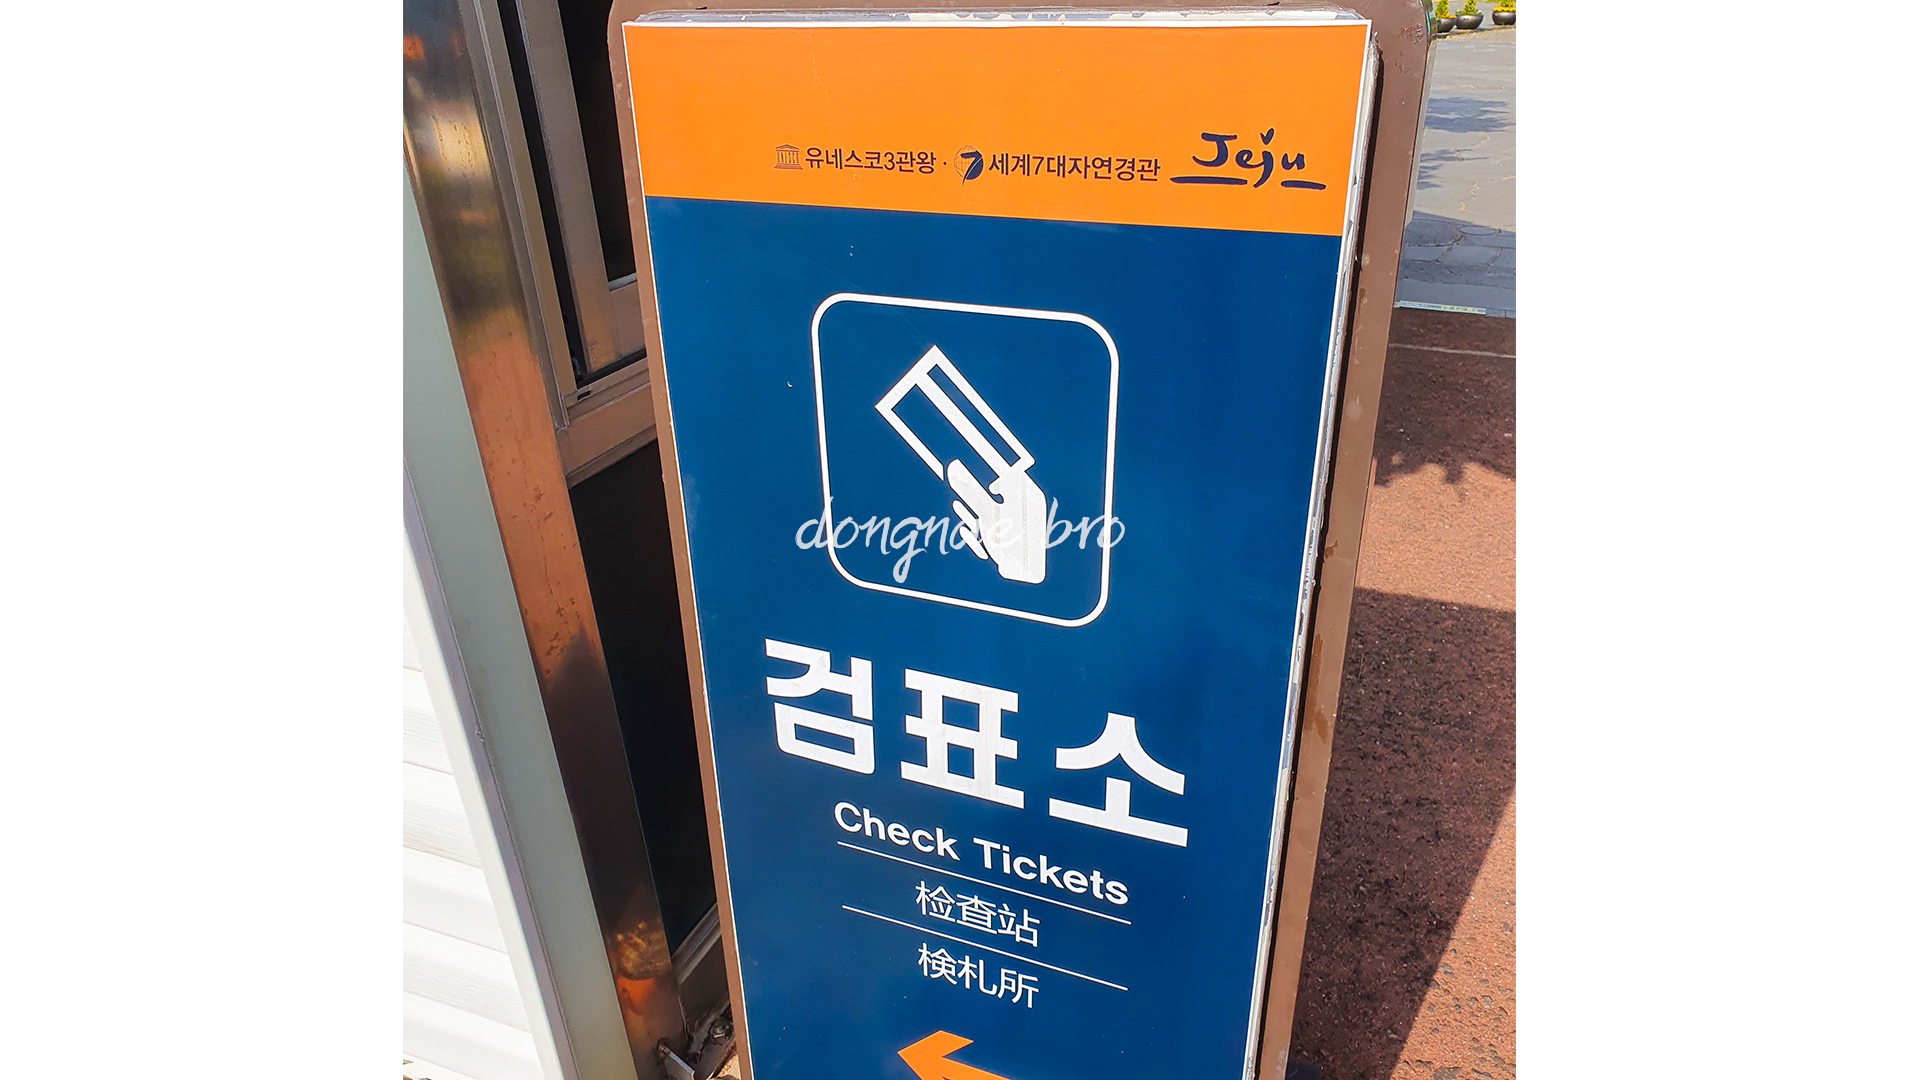 유네스코3관왕 · 세계7대자연경관 Jeju
dongnae bro
검표소
Check Tickets
检查站
検札所